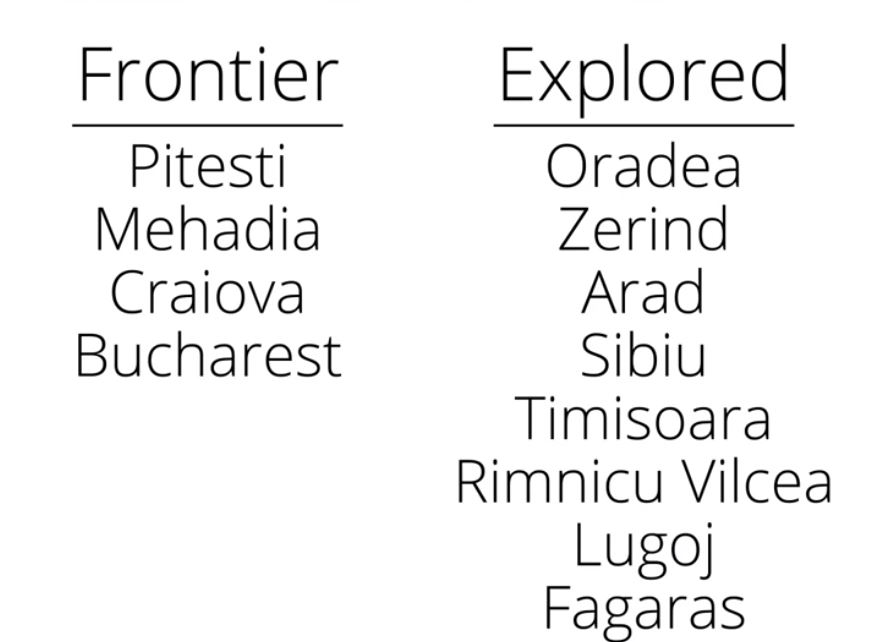 Frontier
Pitesti
Mehadia
Craiova
Bucharest
Explored
Oradea
Zerind
Arad
Sibiu
Timisoara
Rimnicu Vilcea
Lugoj
Fagaras